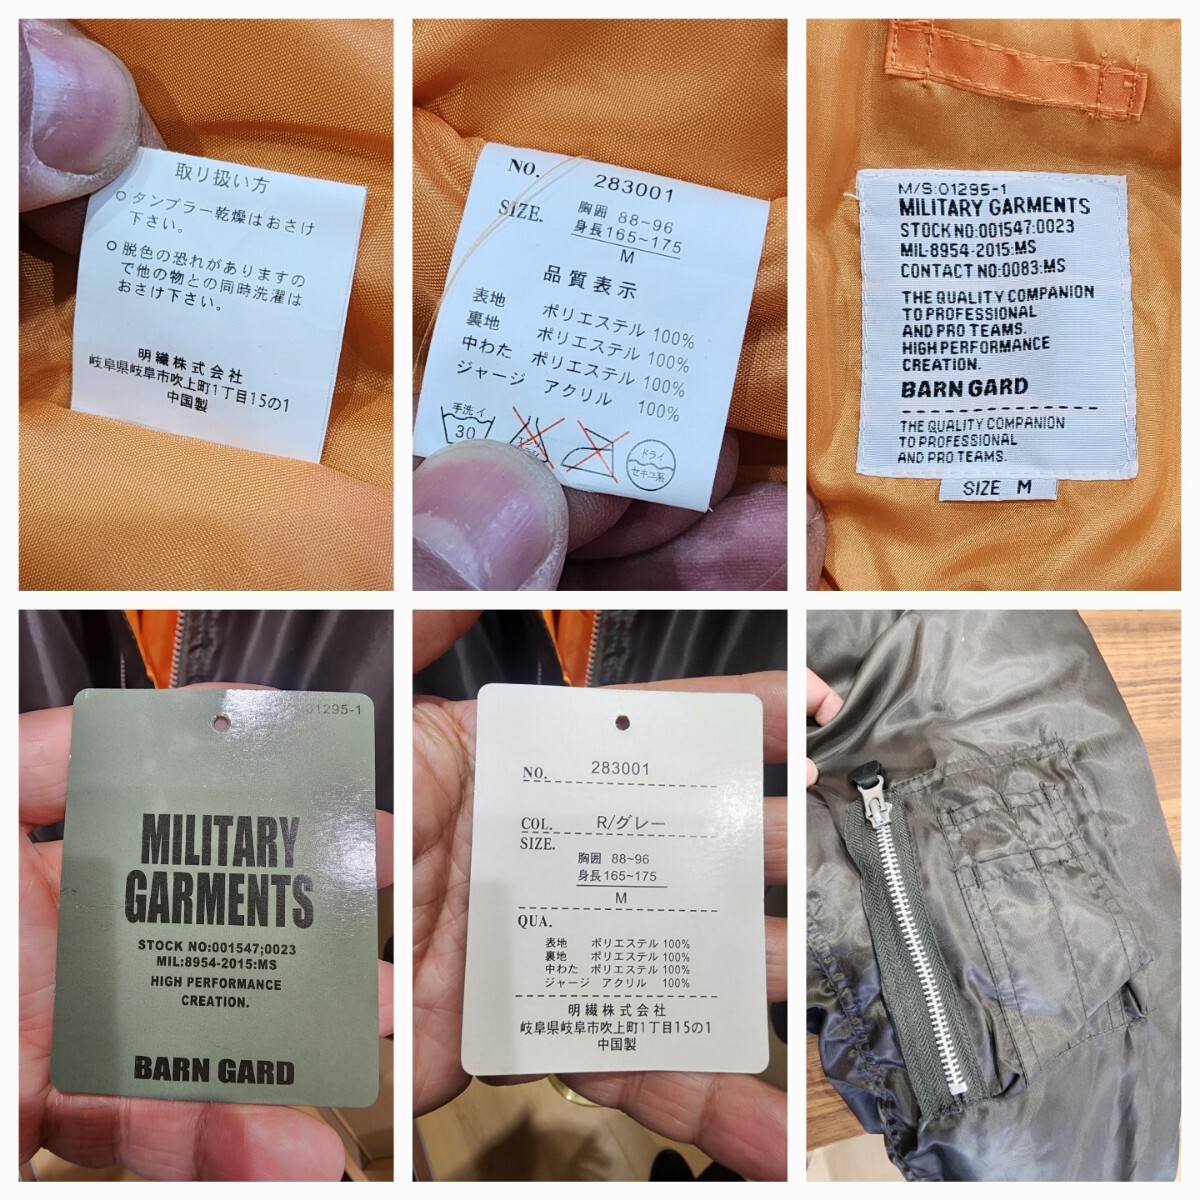 取り扱い方
○タンブラー乾燥はおさけ
下さい。
○脱色の恐れがありますの
で他の物との同時洗濯は
おさけ下さい。
明繊株式会社
岐阜県岐阜市吹上町1丁目15の1
中国製
NO. 283001
SIZE. 胸囲 88~96
身長165~175
M
品質表示
表地 ポリエステル 100%
裏地 ポリエステル 100%
中わた ポリエステル 100%
ジャージ アクリル 100%
手洗イ
30
ドライ
セキユ系
M/S:01295-1
MILITARY GARMENTS
STOCK NO:001547:0023
MIL-8954-2015:MS
CONTACT NO:0083:MS
THE QUALITY COMPANION
TO PROFESSIONAL
AND PRO TEAMS.
HIGH PERFORMANCE
CREATION.
BARN GARD
THE QUALITY COMPANION
TO PROFESSIONAL
AND PRO TEAMS.
SIZE M
01295-1
MILITARY
GARMENTS
STOCK NO:001547;0023
MIL:8954-2015:MS
HIGH PERFORMANCE
CREATION.
BARN GARD
NO. 283001
COL. R/グレー
SIZE.
胸囲 88~96
身長165~175
M
QUA.
表地 ポリエステル 100%
裏地 ポリエステル 100%
中わた ポリエステル 100%
ジャージ アクリル 100%
明繊株式会社
岐阜県岐阜市吹上町1丁目15の1
中国製